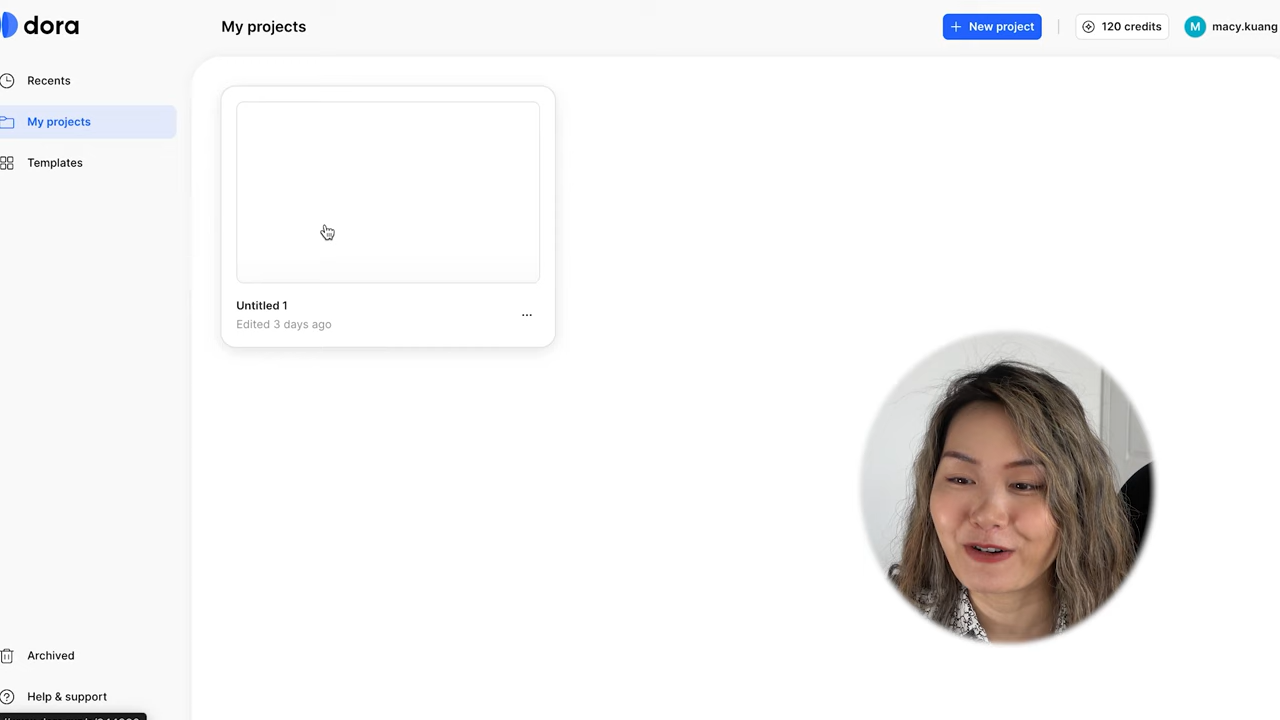 dora
My projects
+ New project
120 credits
M macy.kuang
Recents
My projects
Templates
Untitled 1
Edited 3 days ago
...
Archived
Help & support